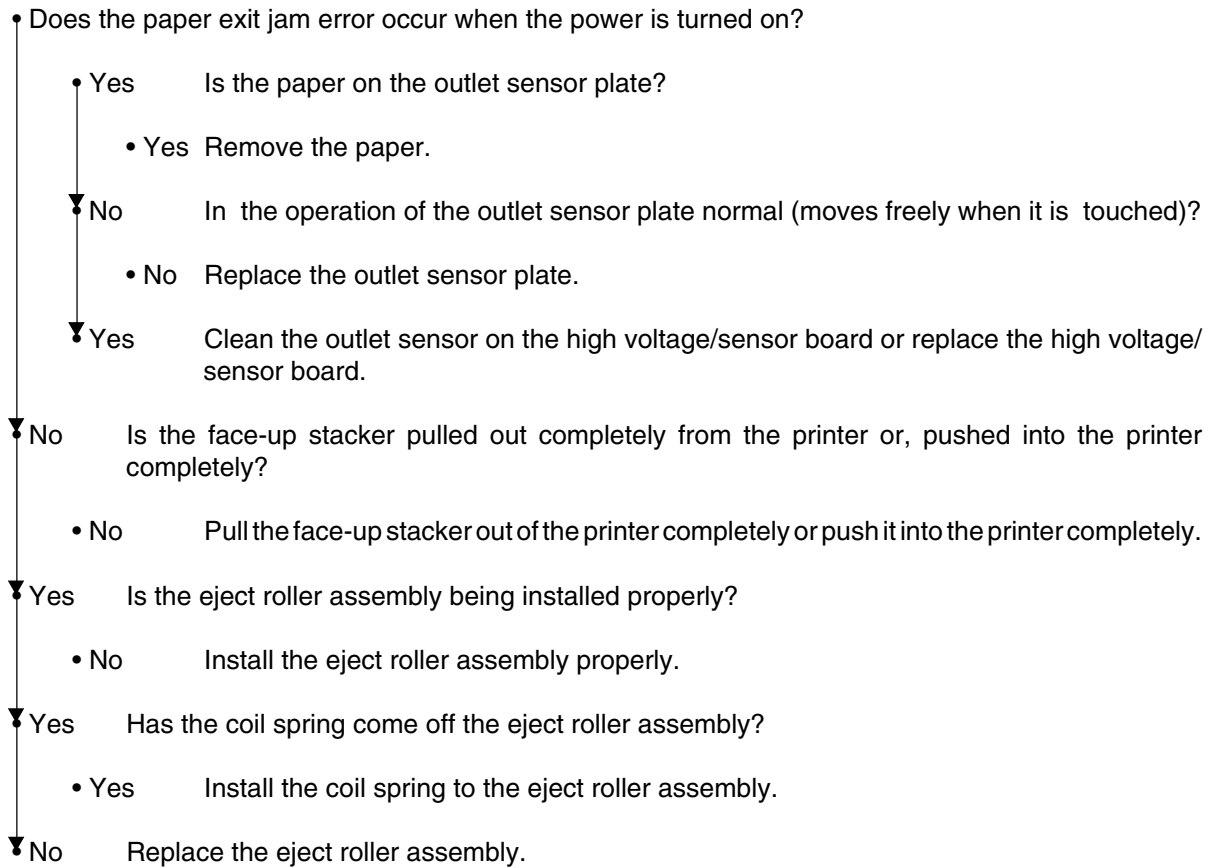 • Does the paper exit jam error occur when the power is turned on?
• Yes Is the paper on the outlet sensor plate?
• Yes Remove the paper.
• No In the operation of the outlet sensor plate normal (moves freely when it is touched)?
• No Replace the outlet sensor plate.
• Yes Clean the outlet sensor on the high voltage/sensor board or replace the high voltage/
sensor board.
• No Is the face-up stacker pulled out completely from the printer or, pushed into the printer
completely?
• No Pull the face-up stacker out of the printer completely or push it into the printer completely.
• Yes Is the eject roller assembly being installed properly?
• No Install the eject roller assembly properly.
• Yes Has the coil spring come off the eject roller assembly?
• Yes Install the coil spring to the eject roller assembly.
• No Replace the eject roller assembly.